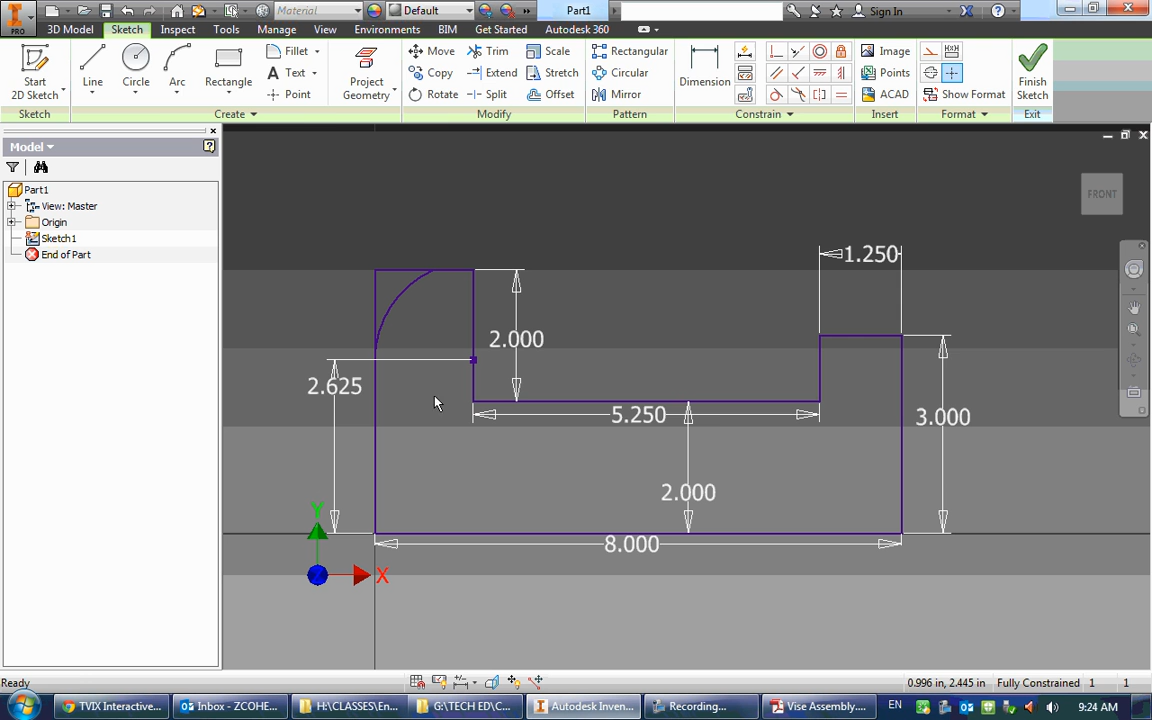 Material
Default
Part1
Sign In
PRO
3D Model
Sketch
Inspect
Tools
Manage
View
Environments
BIM
Get Started
Autodesk 360
Start
2D Sketch
Line
Circle
Arc
Rectangle
Fillet
Text
Point
Project
Geometry
Move
Copy
Rotate
Trim
Extend
Split
Scale
Stretch
Offset
Rectangular
Circular
Mirror
Dimension
Image
Points
ACAD
Show Format
Finish
Sketch
Sketch
Create
Modify
Pattern
Constrain
Insert
Format
Exit
Model
Part1
View: Master
Origin
Sketch1
End of Part
FRONT
1.250
2.000
2.625
5.250
3.000
2.000
8.000
Y
X
Ready
0.996 in, 2.445 in
Fully Constrained
1
1
TVIX Interactive...
Inbox - ZCOHE...
H:\CLASSES\En...
G:\TECH ED\C...
Autodesk Inven...
Recording...
Vise Assembly....
EN
9:24 AM